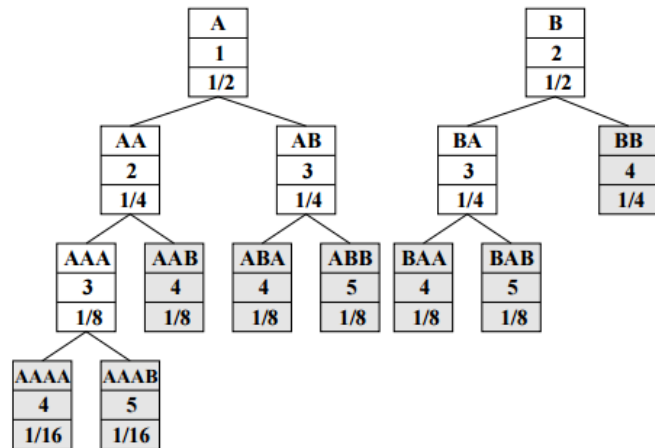 A B
1 2
1/2 1/2
AA AB BA BB
2 3 3 4
1/4 1/4 1/4 1/4
AAA AAB ABA ABB BAA BAB
3 4 4 5 4 5
1/8 1/8 1/8 1/8 1/8 1/8
AAAA AAAB
4 5
1/16 1/16